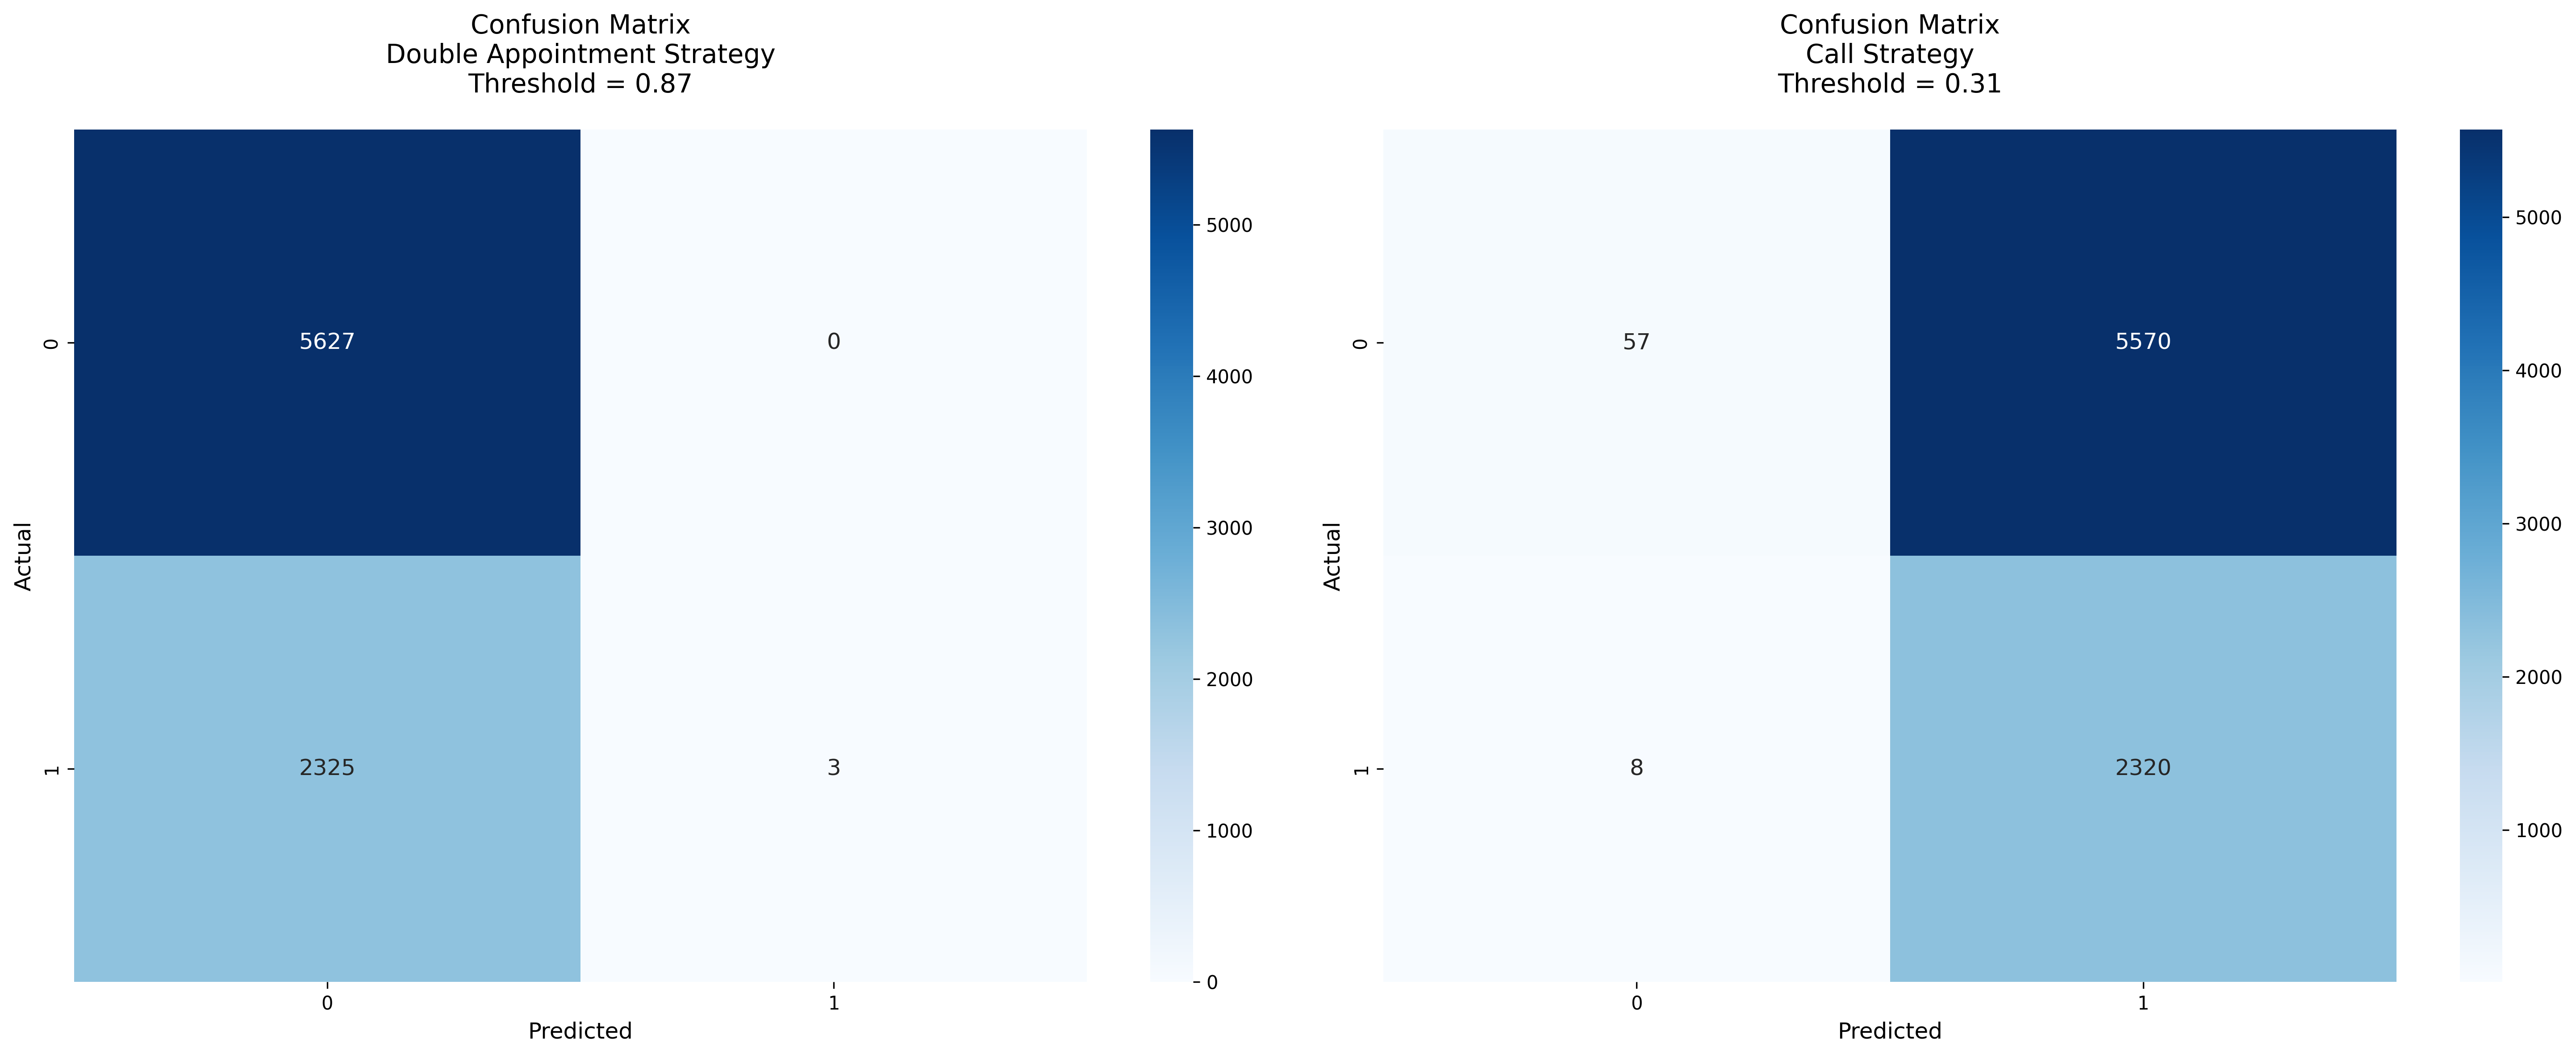 Confusion Matrix
Double Appointment Strategy
Threshold = 0.87
Actual
0
1
5627
0
2325
3
0
1
Predicted
5000
4000
3000
2000
1000
0
Confusion Matrix
Call Strategy
Threshold = 0.31
Actual
0
1
57
5570
8
2320
0
1
Predicted
5000
4000
3000
2000
1000